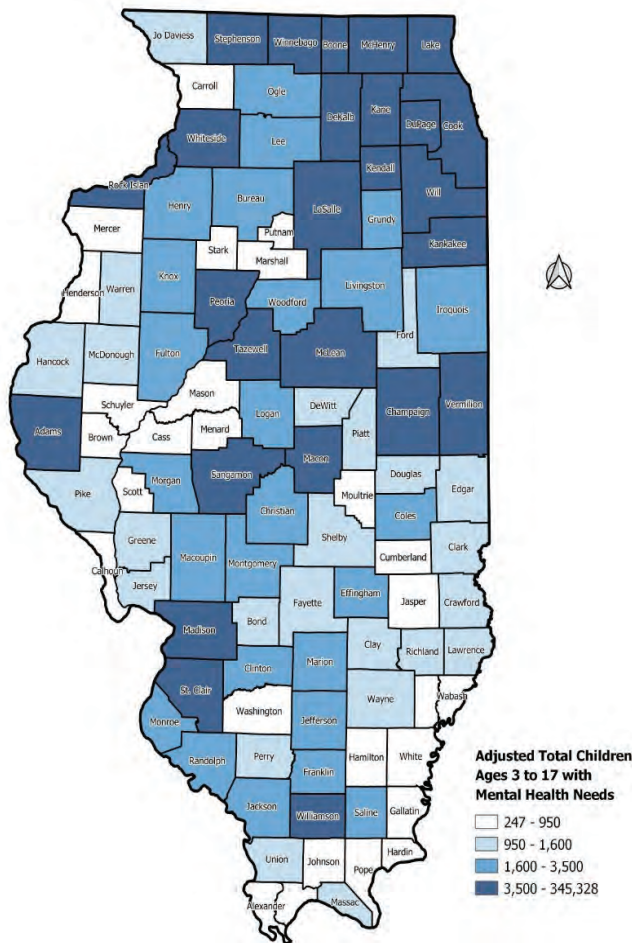 Jo Daviess
Stephenson
Winnebago
Boone
McHenry
Lake
Carroll
Ogle
DeKalb
Kane
DuPage
Cook
Whiteside
Lee
Kendall
Will
Rock Islan
Henry
Bureau
LaSalle
Grundy
Mercer
Putnam
Kankakee
Stark
Marshall
Henderson
Warren
Knox
Peoria
Woodford
Livingston
Ford
Iroquois
Hancock
McDonough
Fulton
Tazewell
McLean
Schuyler
Mason
Logan
DeWitt
Champaign
Vermilion
Adams
Brown
Cass
Menard
Piatt
Macon
Pike
Scott
Morgan
Sangamon
Moultrie
Douglas
Edgar
Christian
Coles
Greene
Macoupin
Montgomery
Shelby
Cumberland
Clark
Calhoun
Jersey
Fayette
Effingham
Jasper
Crawford
Madison
Bond
Clay
Richland
Lawrence
Clinton
Marion
St. Clair
Wayne
Wabash
Washington
Monroe
Jefferson
Randolph
Perry
Hamilton
White
Franklin
Jackson
Williamson
Saline
Gallatin
Union
Johnson
Pope
Hardin
Alexander
Massac
Adjusted Total Children
Ages 3 to 17 with
Mental Health Needs
247 - 950
950 - 1,600
1,600 - 3,500
3,500 - 345,328